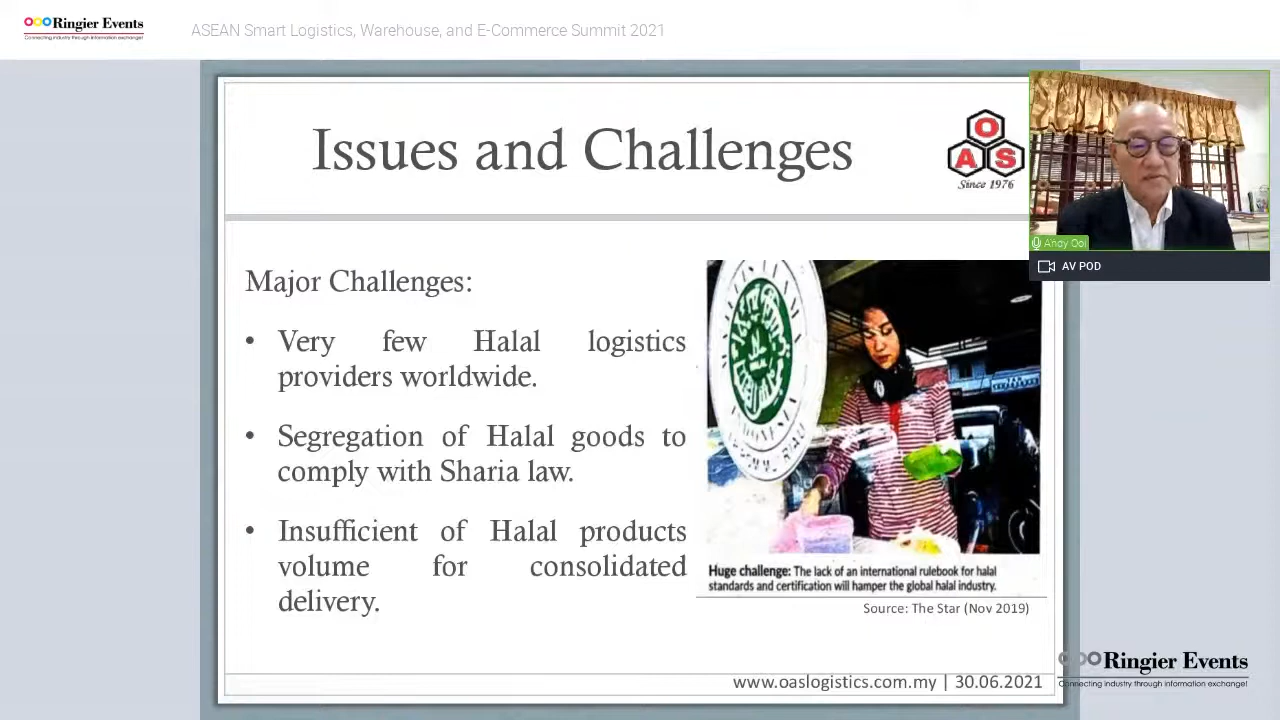 Ringier Events
Connecting industry through information exchange!
ASEAN Smart Logistics, Warehouse, and E-Commerce Summit 2021
Issues and Challenges
O
A S
Since 1976
Andy Ooi
AV POD
Major Challenges:
• Very few Halal logistics
providers worldwide.
• Segregation of Halal goods to
comply with Sharia law.
• Insufficient of Halal products
volume for consolidated
delivery.
Huge challenge: The lack of an international rulebook for halal
standards and certification will hamper the global halal industry.
Source: The Star (Nov 2019)
www.oaslogistics.com.my | 30.06.2021
Ringier Events
Connecting industry through information exchange!